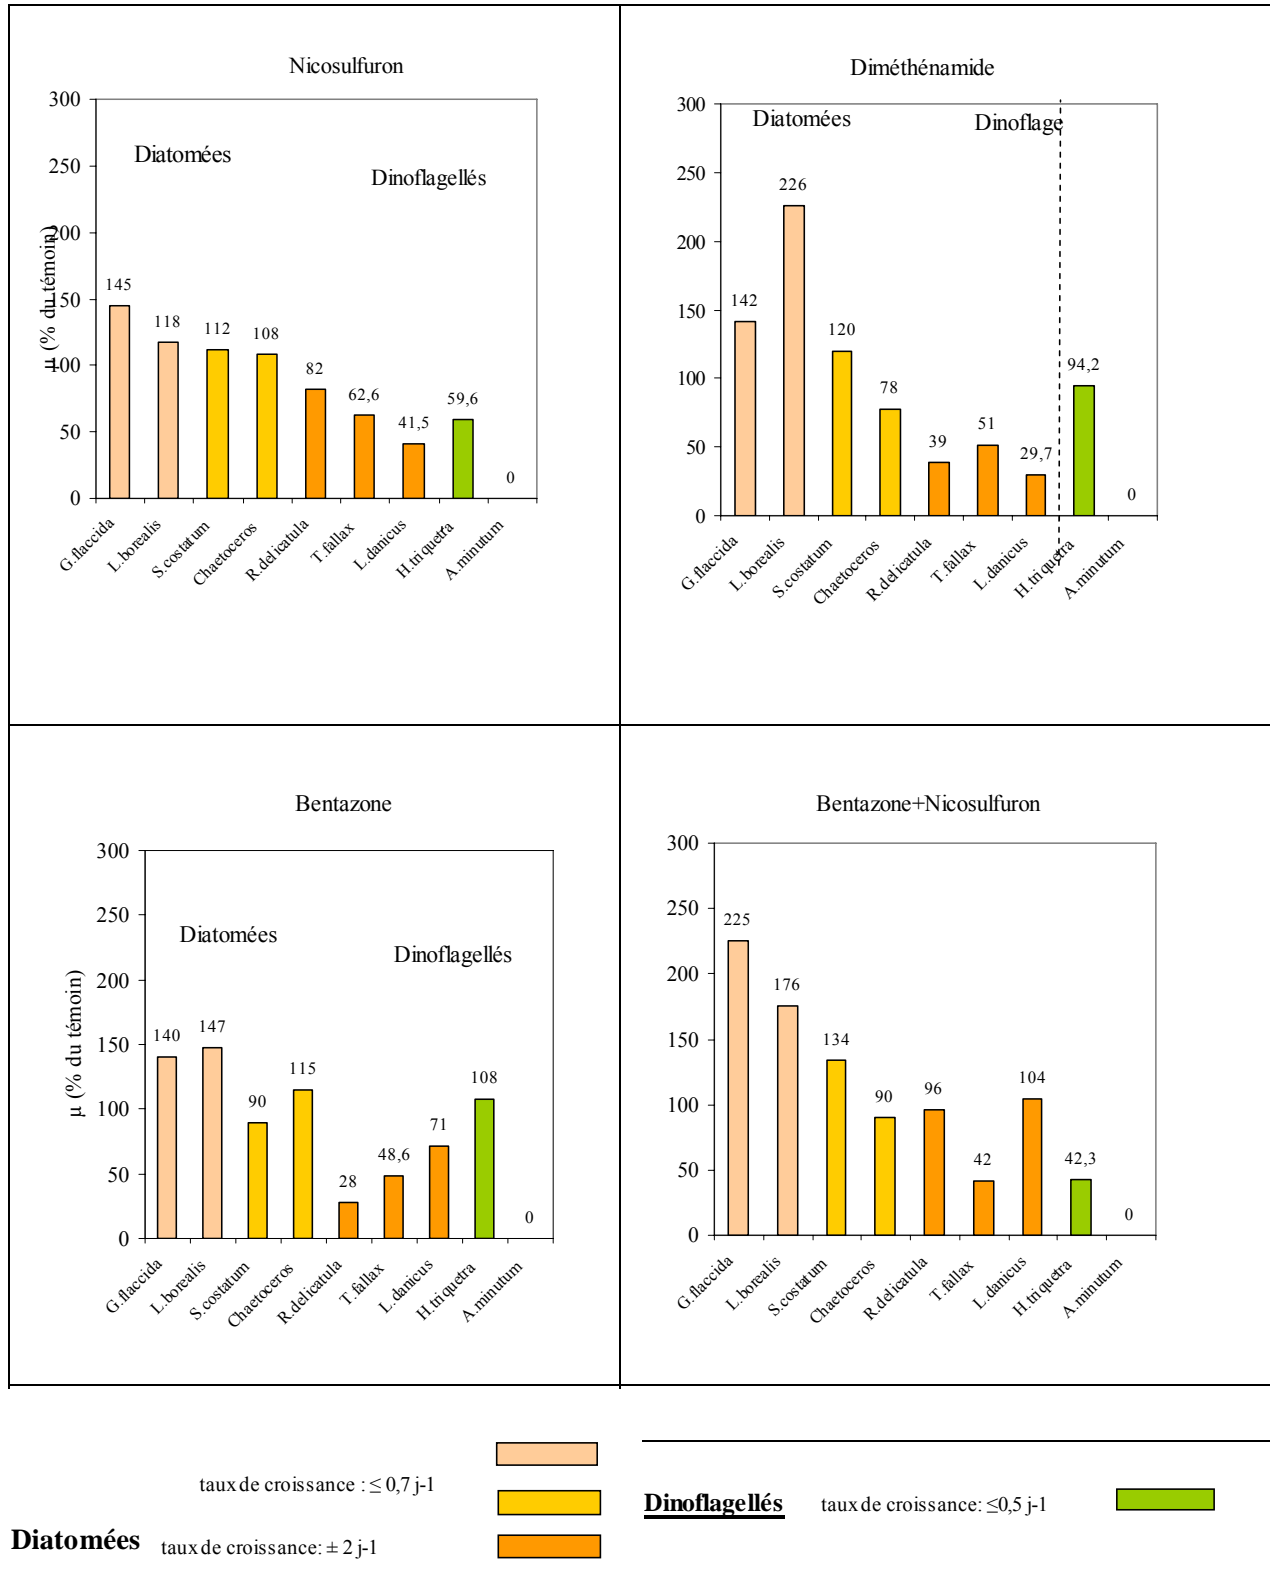 Nicosulfuron
300
250
200
150
100
50
0
µ (% du témoin)
Diatomées
Dinoflagellés
145
118
112
108
82
62,6
41,5
59,6
0
G.flaccida
L.borealis
S.costatum
Chaetoceros
R.delicatula
T.fallax
L.danicus
H.triquetra
A.minutum
Diméthénamide
300
250
200
150
100
50
0
Diatomées
Dinoflage
142
226
120
78
39
51
29,7
94,2
0
G.flaccida
L.borealis
S.costatum
Chaetoceros
R.delicatula
T.fallax
L.danicus
H.triquetra
A.minutum
Bentazone
300
250
200
150
100
50
0
µ (% du témoin)
Diatomées
Dinoflagellés
140
147
90
115
28
48,6
71
108
0
G.flaccida
L.borealis
S.costatum
Chaetoceros
R.delicatula
T.fallax
L.danicus
H.triquetra
A.minutum
Bentazone+Nicosulfuron
300
250
200
150
100
50
0
225
176
134
90
96
42
104
42,3
0
G.flaccida
L.borealis
S.costatum
Chaetoceros
R.delicatula
T.fallax
L.danicus
H.triquetra
A.minutum
taux de croissance : ≤ 0,7 j-1
Diatomées taux de croissance: ± 2 j-1
Dinoflagellés taux de croissance: ≤0,5 j-1